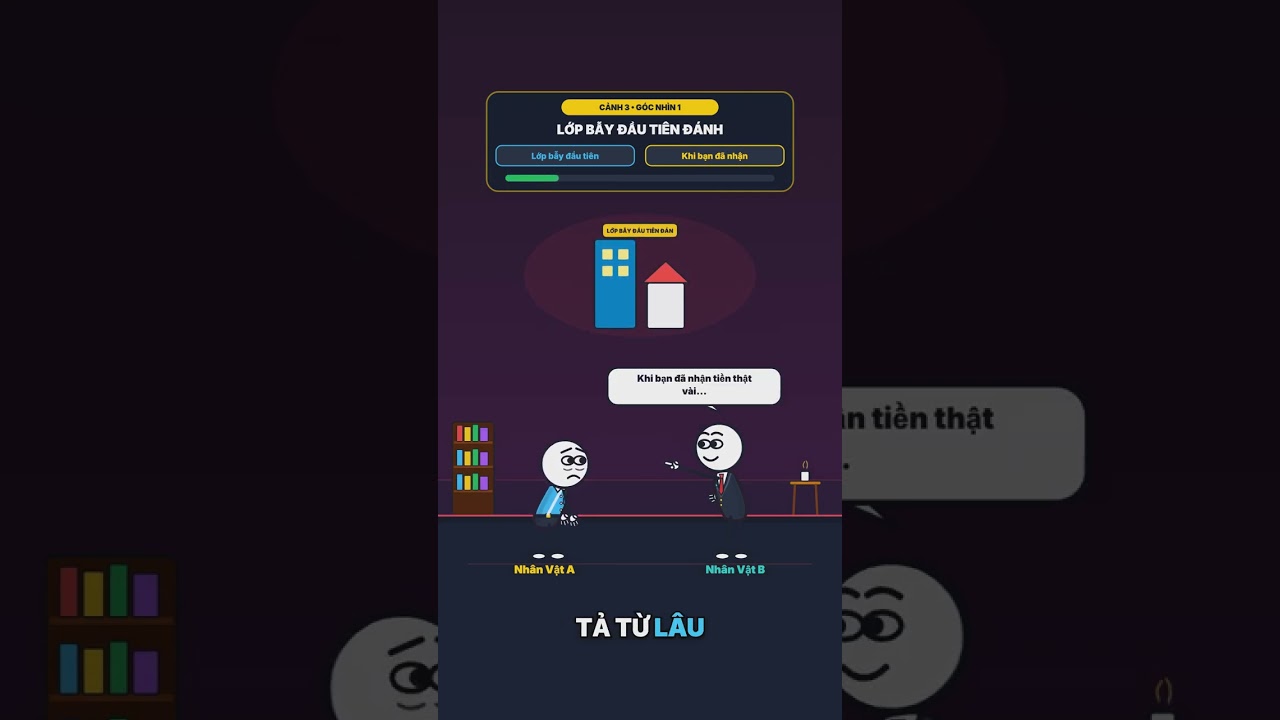 CẢNH 3 • GÓC NHÌN 1
LỚP BẪY ĐẦU TIÊN ĐÁNH
Lớp bẫy đầu tiên
Khi bạn đã nhận
LỚP BẪY ĐẦU TIÊN ĐÁN
Khi bạn đã nhận tiền thật
vài...
ìn tiền thật
Nhân Vật A
Nhân Vật B
TẢ TỪ LÂU